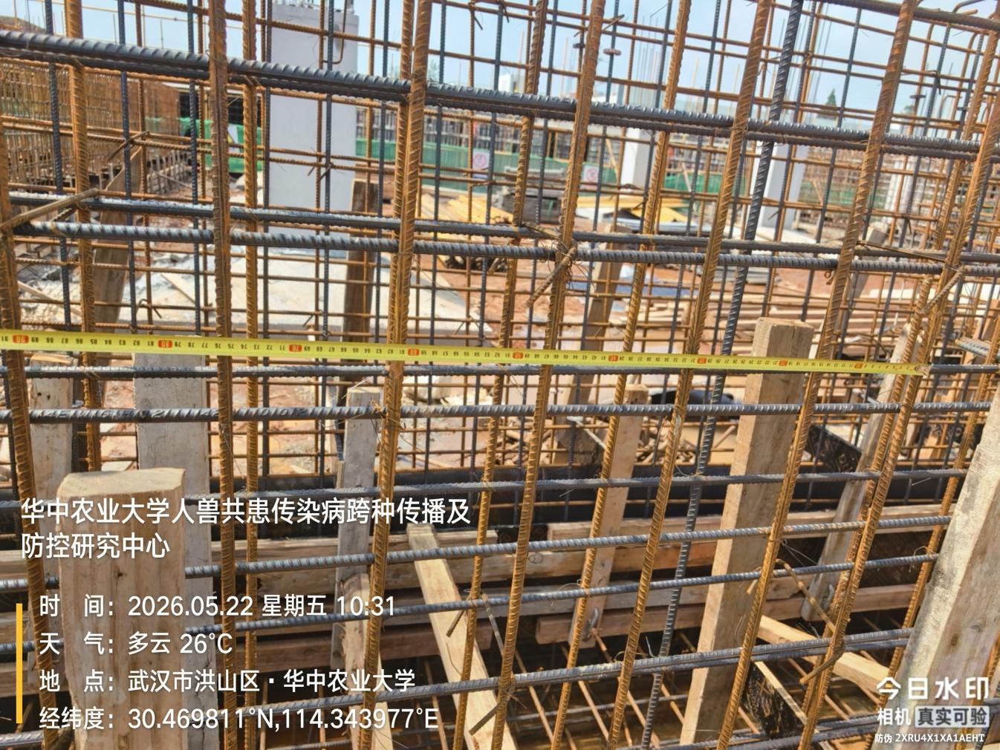 华中农业大学人兽共患传染病跨种传播及
防控研究中心
时 间：2026.05.22 星期五 10:31
天 气：多云 26°C
地 点：武汉市洪山区·华中农业大学
经纬度：30.469811°N,114.343977°E
今日水印
相机 真实可验
防伪 2XRU4X1XA1AEHT